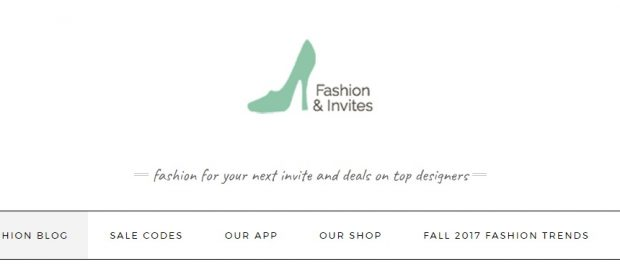 Fashion
& Invites
fashion for your next invite and deals on top designers
HION BLOG SALE CODES OUR APP OUR SHOP FALL 2017 FASHION TRENDS